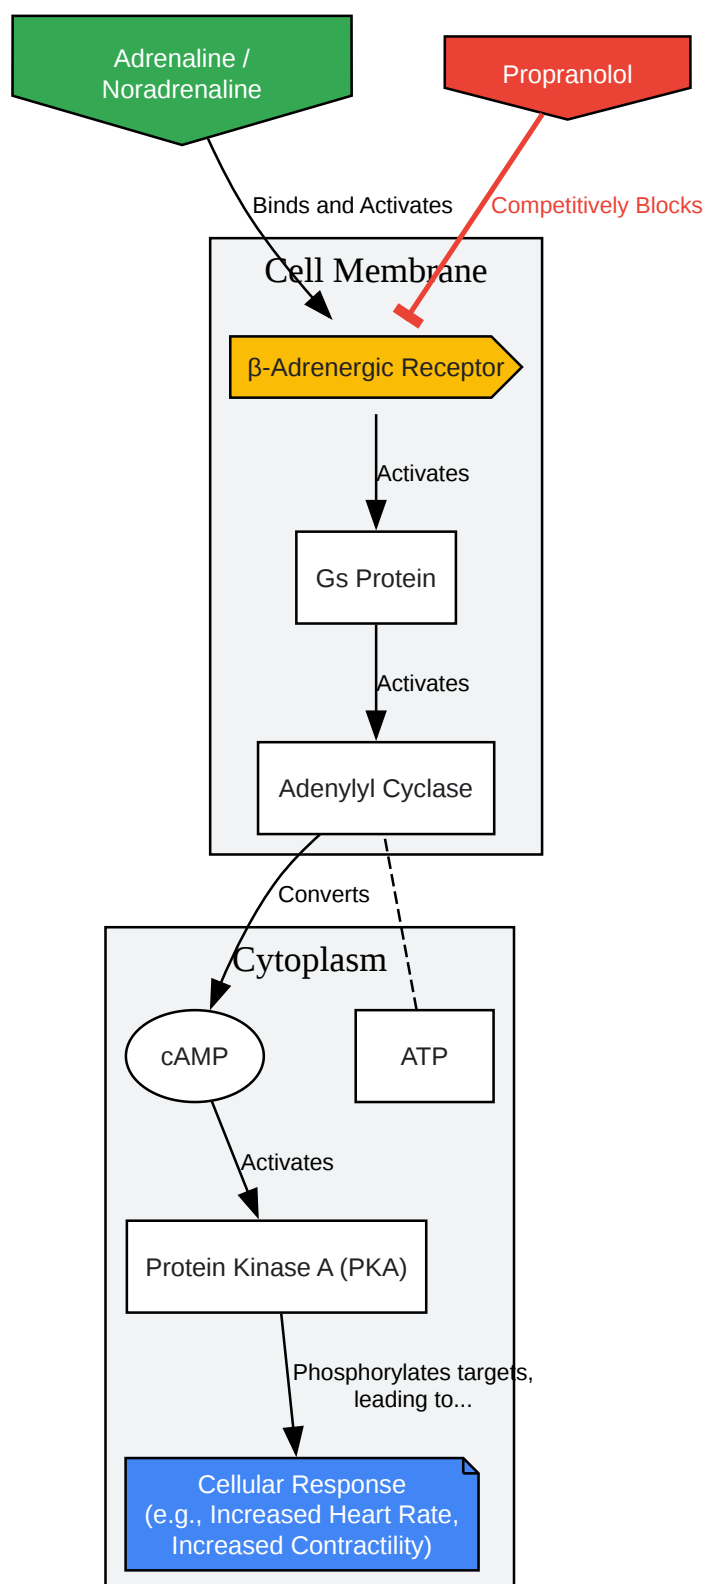 Adrenaline /
Noradrenaline
Propranolol
Binds and Activates
Competitively Blocks
Cell Membrane
β-Adrenergic Receptor
Activates
Gs Protein
Activates
Adenylyl Cyclase
Converts
Cytoplasm
cAMP
ATP
Activates
Protein Kinase A (PKA)
Phosphorylates targets,
leading to...
Cellular Response
(e.g., Increased Heart Rate,
Increased Contractility)